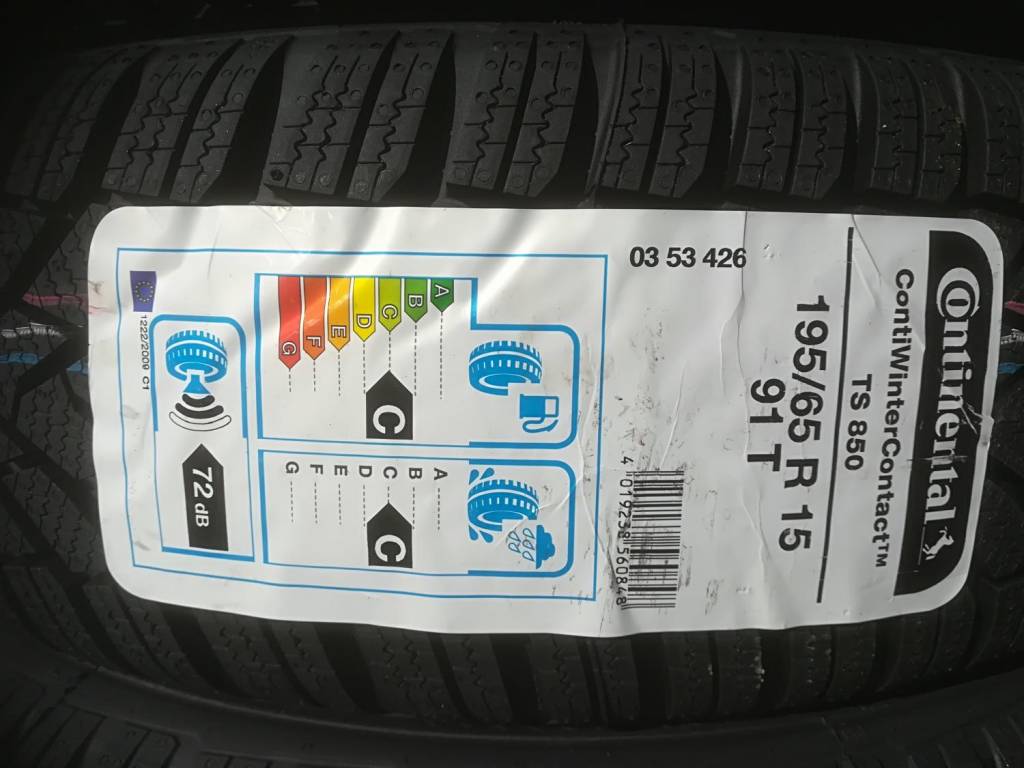 Continental
ContiWinterContact™
TS 850
195/65 R 15
91 T
03 53 426
4 019238 560848
A
B
C
D
E
F
G
C
A
B
C
D
E
F
G
C
72 dB
1222/2009 C1